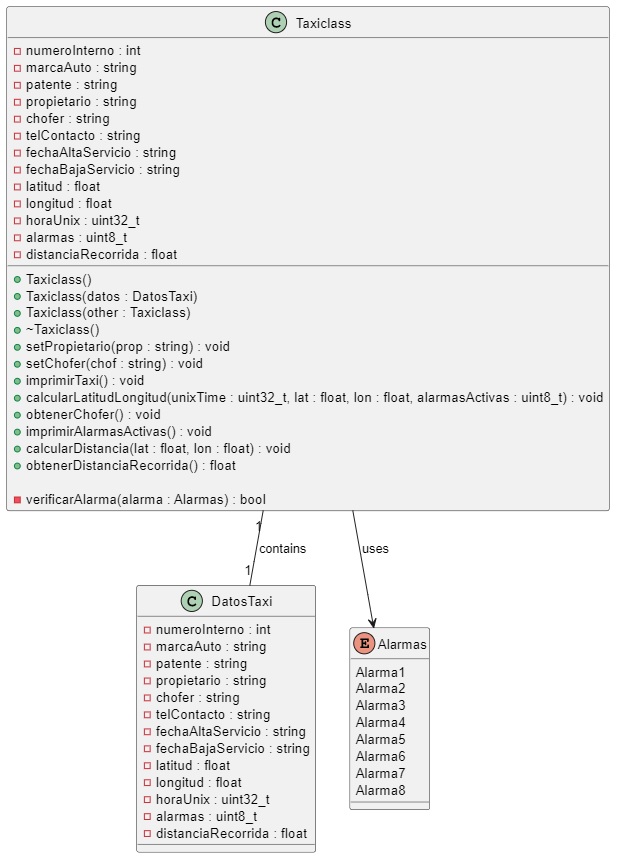 C Taxiclass
numeroInterno : int
marcaAuto : string
patente : string
propietario : string
chofer : string
telContacto : string
fechaAltaServicio : string
fechaBajaServicio : string
latitud : float
longitud : float
horaUnix : uint32_t
alarmas : uint8_t
distanciaRecorrida : float
Taxiclass()
Taxiclass(datos : DatosTaxi)
Taxiclass(other : Taxiclass)
~Taxiclass()
setPropietario(prop : string) : void
setChofer(chof : string) : void
imprimirTaxi() : void
calcularLatitudLongitud(unixTime : uint32_t, lat : float, lon : float, alarmasActivas : uint8_t) : void
obtenerChofer() : void
imprimirAlarmasActivas() : void
calcularDistancia(lat : float, lon : float) : void
obtenerDistanciaRecorrida() : float
verificarAlarma(alarma : Alarmas) : bool
1
contains
1
uses
C DatosTaxi
numeroInterno : int
marcaAuto : string
patente : string
propietario : string
chofer : string
telContacto : string
fechaAltaServicio : string
fechaBajaServicio : string
latitud : float
longitud : float
horaUnix : uint32_t
alarmas : uint8_t
distanciaRecorrida : float
E Alarmas
Alarma1
Alarma2
Alarma3
Alarma4
Alarma5
Alarma6
Alarma7
Alarma8